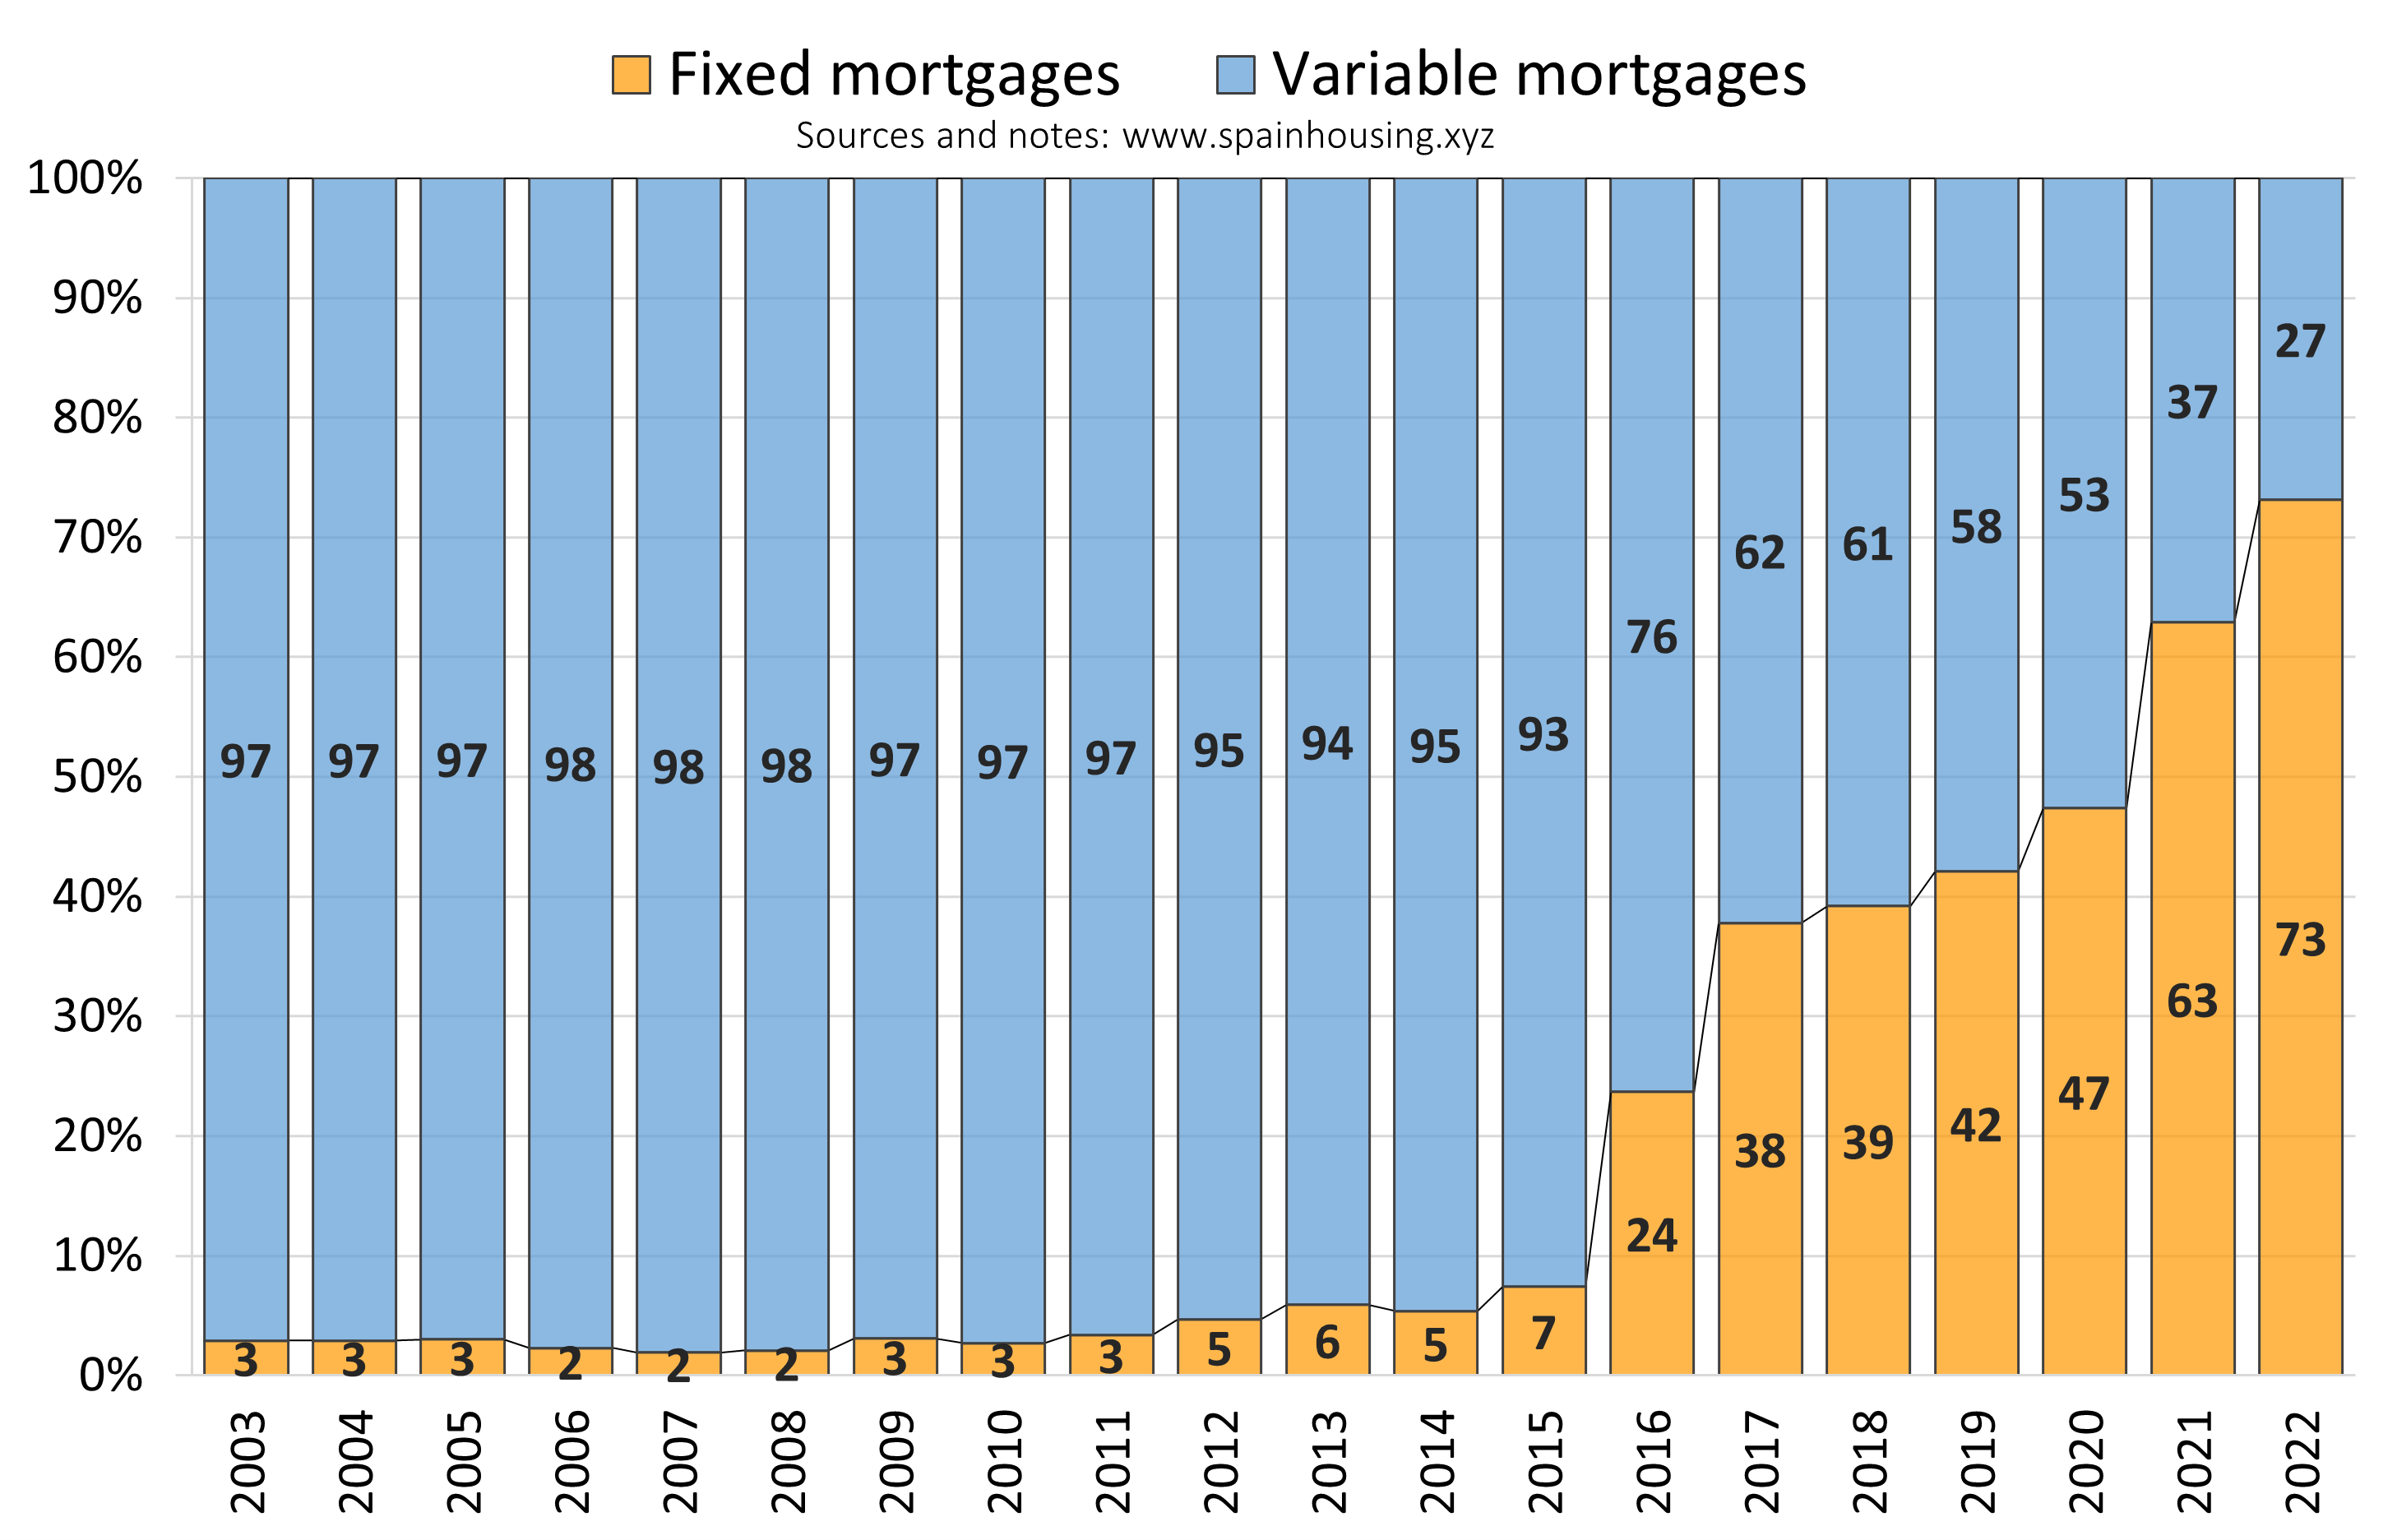 Fixed mortgages Variable mortgages
Sources and notes: www.spainhousing.xyz
100%
90%
80%
70%
60%
50%
40%
30%
20%
10%
0%
97 97 97 98 98 98 97 97 97 95 94 95 93 76 62 61 58 53 37 27
3 3 3 2 2 2 3 3 3 5 6 5 7 24 38 39 42 47 63 73
2003 2004 2005 2006 2007 2008 2009 2010 2011 2012 2013 2014 2015 2016 2017 2018 2019 2020 2021 2022